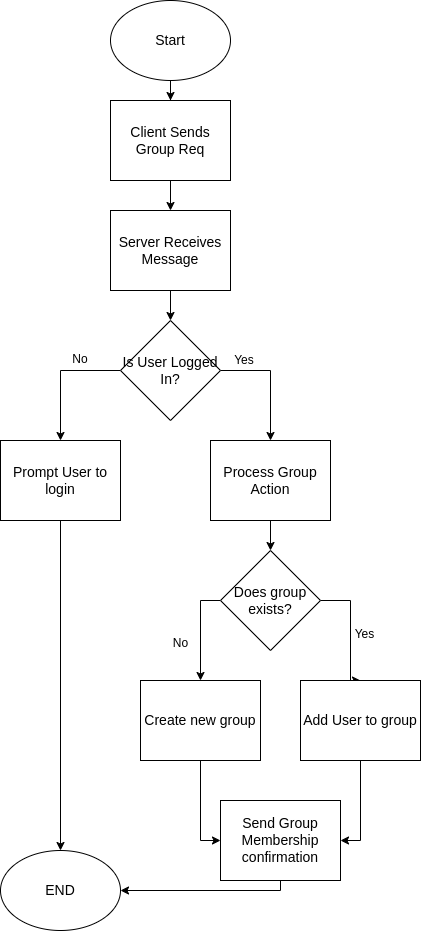 Start
Client Sends
Group Req
Server Receives
Message
Is User Logged
In?
No
Yes
Prompt User to
login
Process Group
Action
Does group
exists?
No
Yes
Create new group
Add User to group
Send Group
Membership
confirmation
END